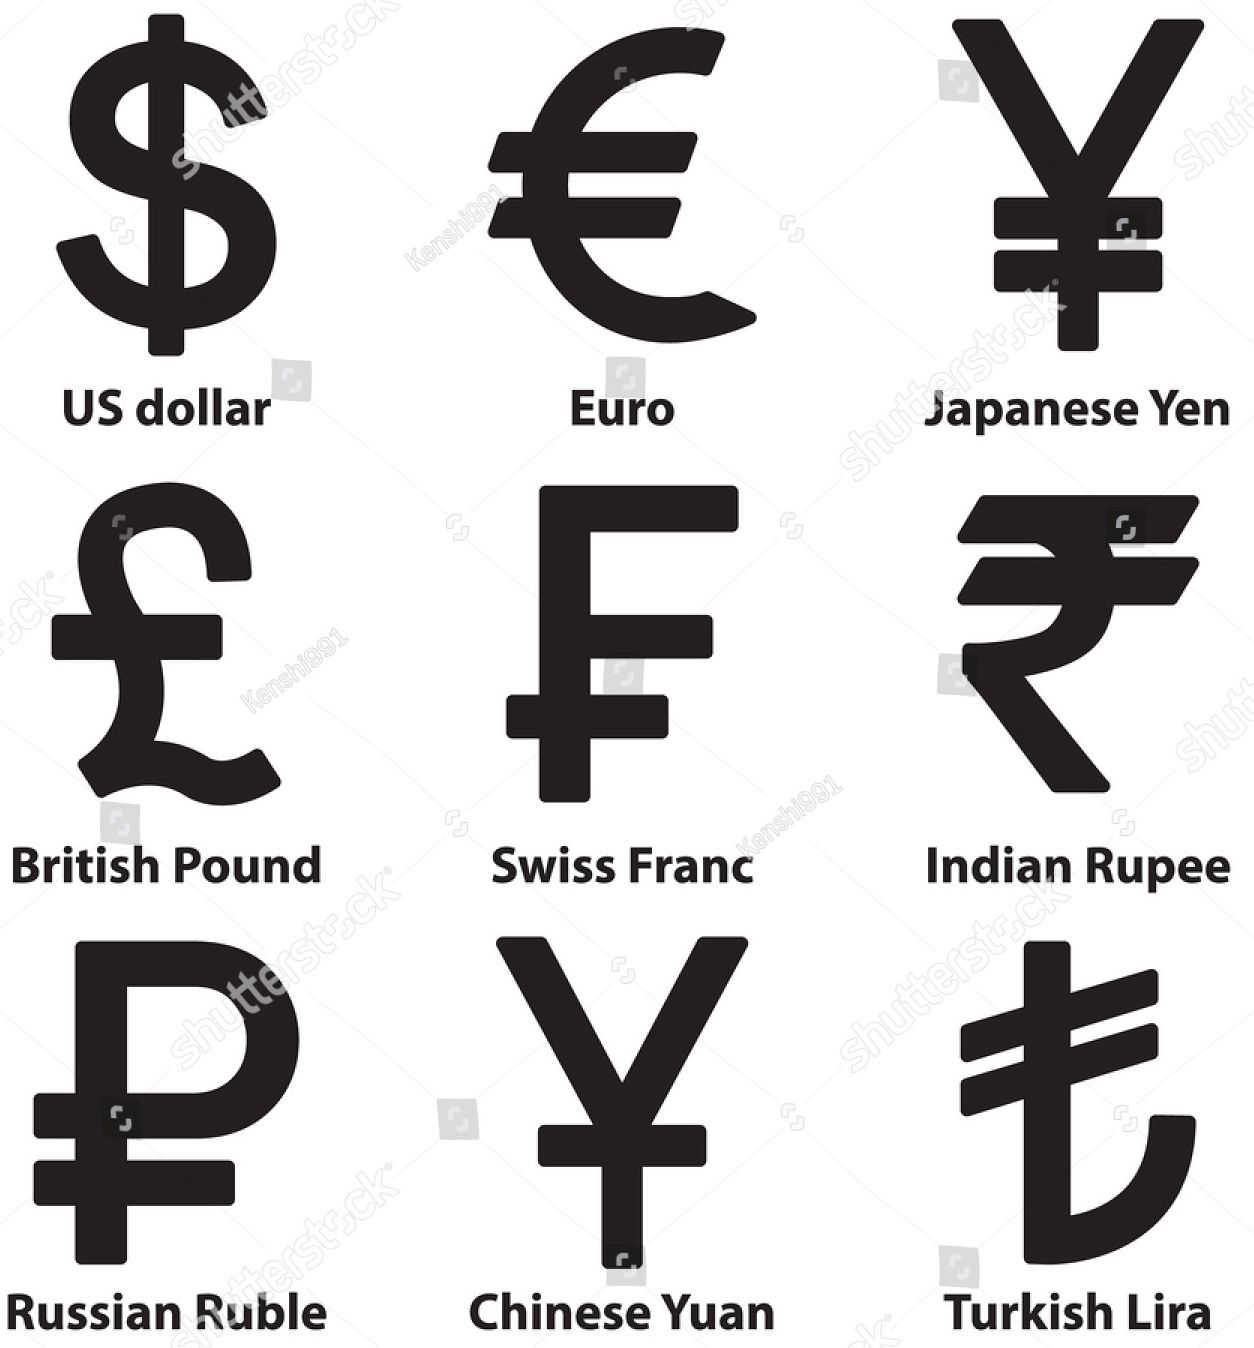 $ € ¥
US dollar Euro Japanese Yen
£ ₣ ₹
British Pound Swiss Franc Indian Rupee
₽ Y
Russian Ruble Chinese Yuan Turkish Lira
shutterstock
Kenshi991